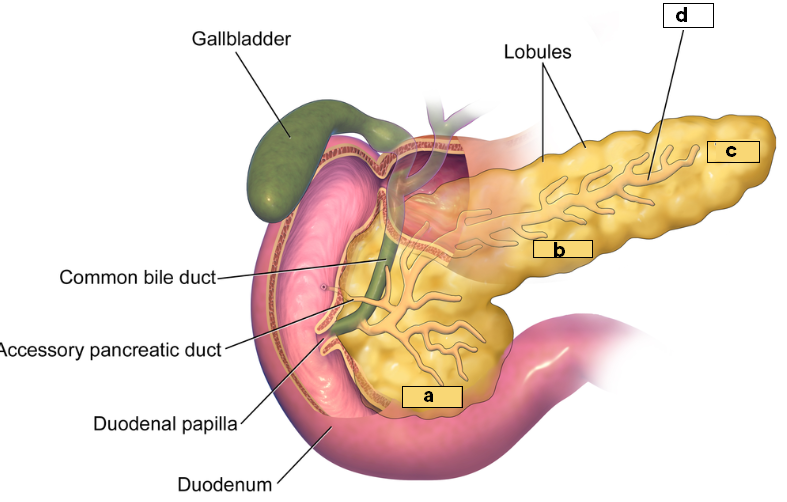 d
Gallbladder
Lobules
c
b
Common bile duct
Accessory pancreatic duct
a
Duodenal papilla
Duodenum